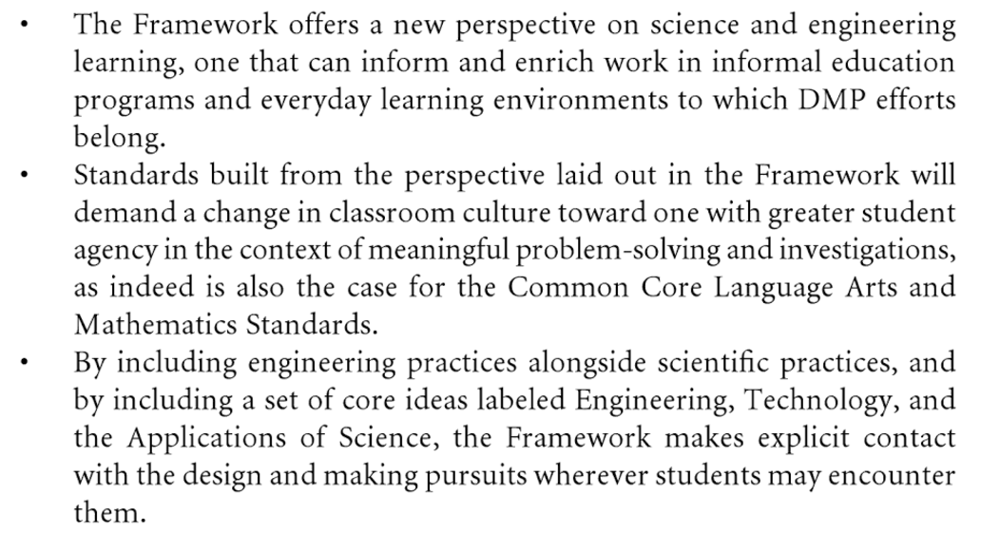 • The Framework offers a new perspective on science and engineering
learning, one that can inform and enrich work in informal education
programs and everyday learning environments to which DMP efforts
belong.
• Standards built from the perspective laid out in the Framework will
demand a change in classroom culture toward one with greater student
agency in the context of meaningful problem-solving and investigations,
as indeed is also the case for the Common Core Language Arts and
Mathematics Standards.
• By including engineering practices alongside scientific practices, and
by including a set of core ideas labeled Engineering, Technology, and
the Applications of Science, the Framework makes explicit contact
with the design and making pursuits wherever students may encounter
them.